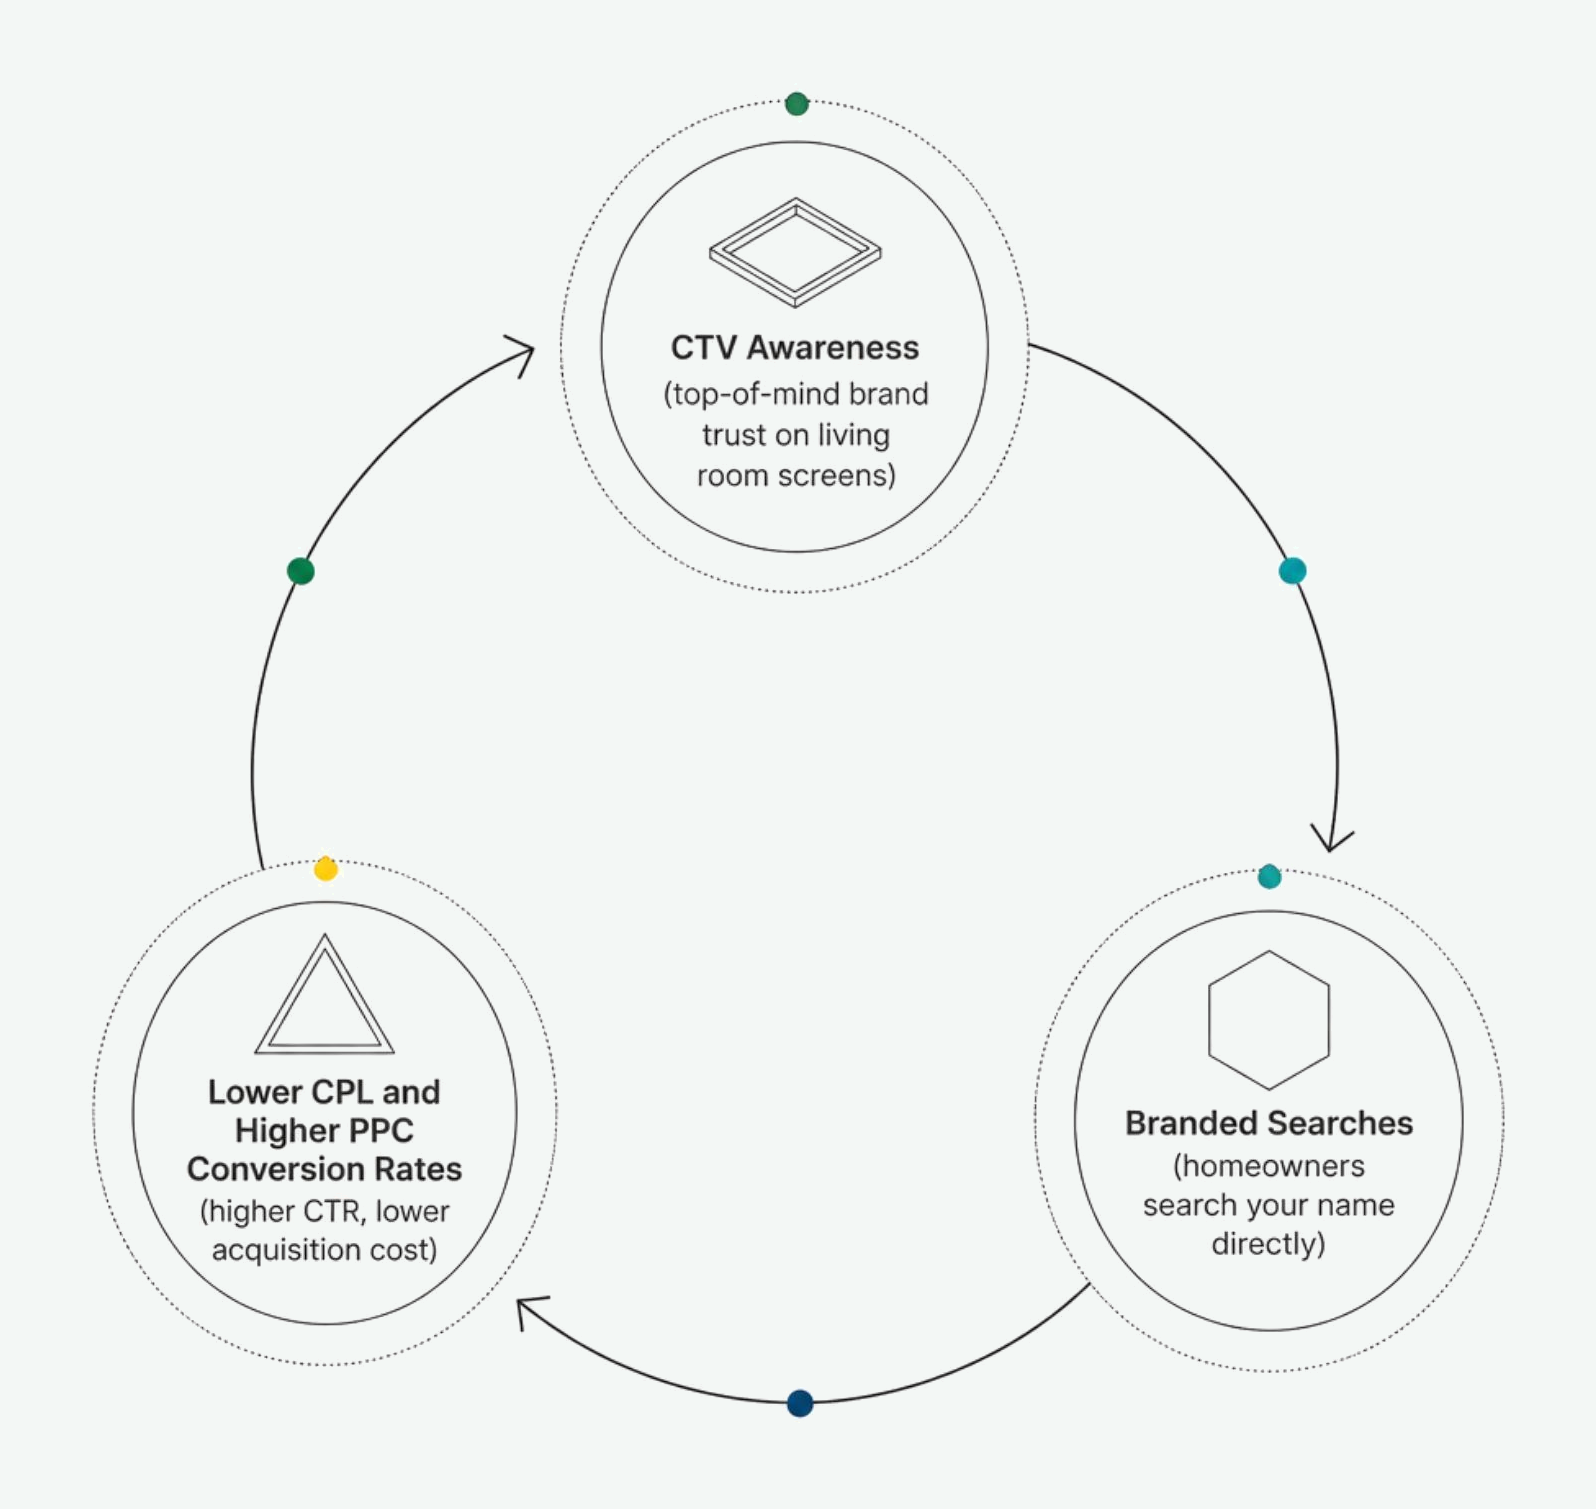 CTV Awareness
(top-of-mind brand
trust on living
room screens)
Lower CPL and
Higher PPC
Conversion Rates
(higher CTR, lower
acquisition cost)
Branded Searches
(homeowners
search your name
directly)